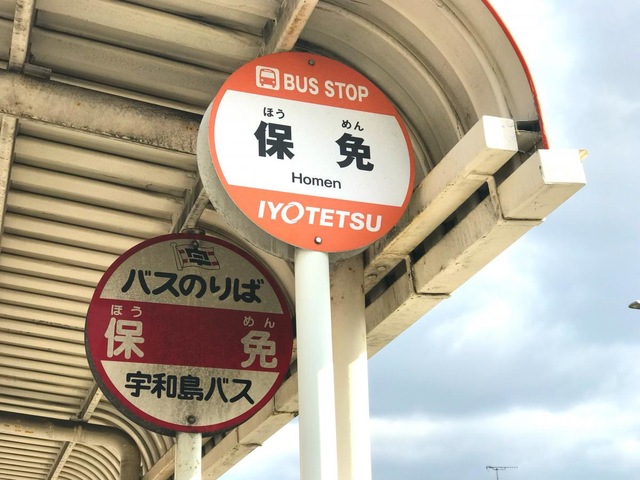 BUS STOP
ほう めん
保 免
Homen
IYOTETSU
バスのりば
ほう めん
保 免
宇和島バス